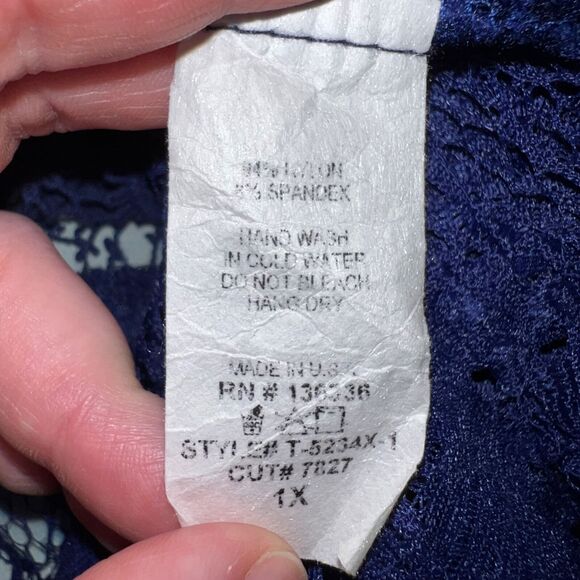 NYLON
SPANDEX
HAND WASH
IN COLD WATER
DO NOT BLEACH
HANG DRY
MADE IN U.S.
RN # 136336
STYLE# T-5234X-1
CUT# 7827
1X